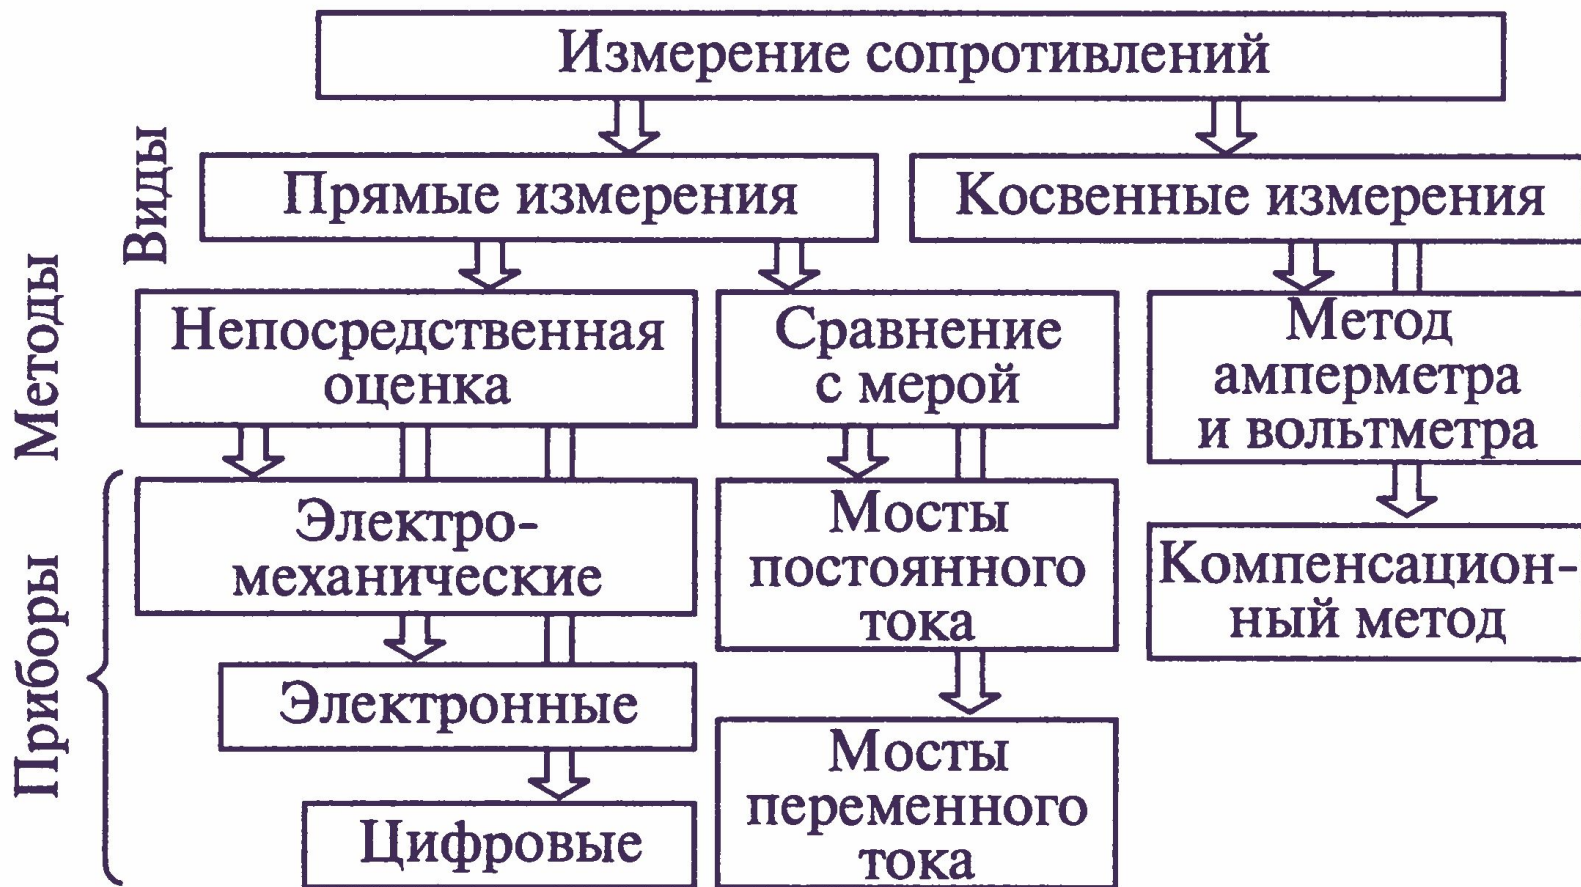 Измерение сопротивлений
Виды
Прямые измерения
Косвенные измерения
Методы
Непосредственная
оценка
Сравнение
с мерой
Метод
амперметра
и вольтметра
Приборы
Электро-
механические
Мосты
постоянного
тока
Компенсацион-
ный метод
Электронные
Мосты
переменного
тока
Цифровые